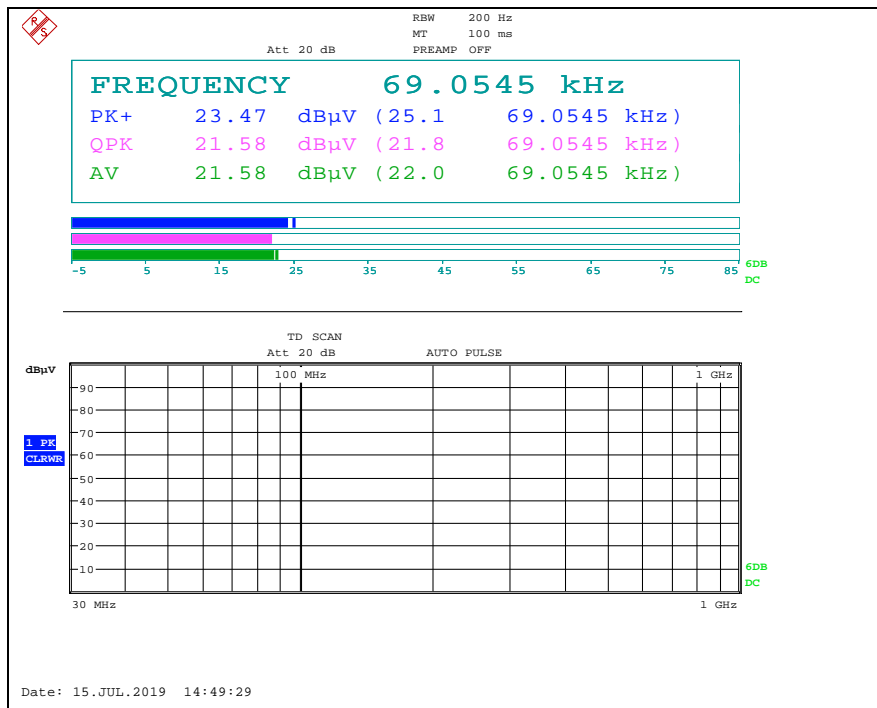 R&S
RBW 200 Hz
MT 100 ms
Att 20 dB PREAMP OFF
FREQUENCY 69.0545 kHz
PK+ 23.47 dBµV (25.1 69.0545 kHz)
QPK 21.58 dBµV (21.8 69.0545 kHz)
AV 21.58 dBµV (22.0 69.0545 kHz)
-5 5 15 25 35 45 55 65 75 85
6DB
DC
TD SCAN
Att 20 dB AUTO PULSE
dBµV
100 MHz 1 GHz
90
80
70
1 PK
CLRWR
60
50
40
30
20
10
6DB
DC
30 MHz 1 GHz
Date: 15.JUL.2019 14:49:29